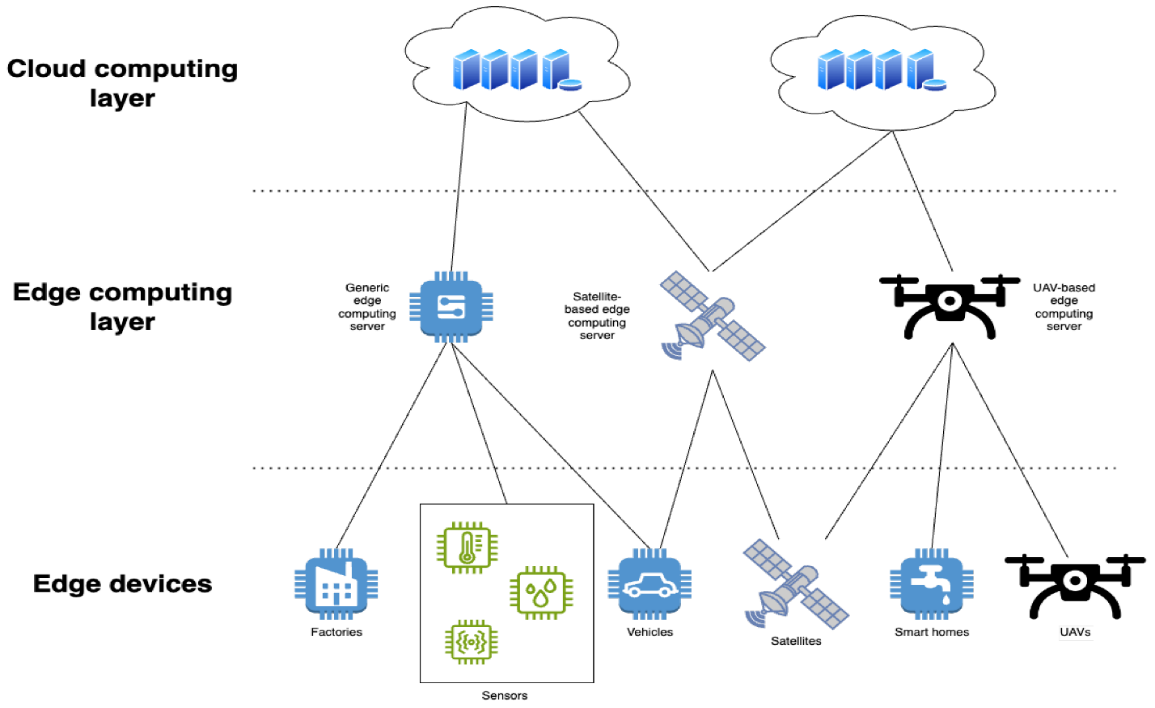 Cloud computing
layer
Edge computing
layer
Generic
edge
computing
server
Satellite-
based edge
computing
server
UAV-based
edge
computing
server
Edge devices
Factories
Sensors
Vehicles
Satellites
Smart homes
UAVs